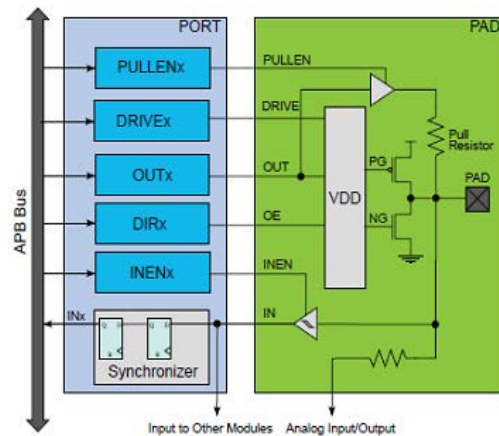 PORT
PAD
PULLENx
PULLEN
DRIVEx
DRIVE
Pull
Resistor
OUTx
OUT
PG
PAD
VDD
APB Bus
DIRx
OE
NG
INENx
INEN
INx
IN
Synchronizer
Input to Other Modules
Analog Input/Output